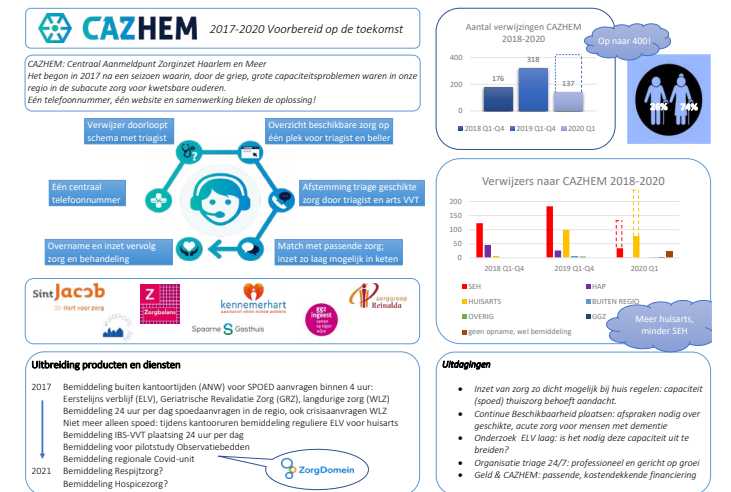 CAZHEM 2017-2020 Voorbereid op de toekomst
CAZHEM: Centraal Aanmeldpunt Zorginzet Haarlem en Meer
Het begon in 2017 na een seizoen waarin, door de griep, grote capaciteitsproblemen waren in onze
regio in de subacute zorg voor kwetsbare ouderen.
Eén telefoonnummer, één website en samenwerking bleken de oplossing!
Verwijzer doorloopt
schema met triagist
Overzicht beschikbare zorg op
één plek voor triagist en beller
Eén centraal
telefoonnummer
Afstemming triage geschikte
zorg door triagist en arts VVT
Overname en inzet vervolg
zorg en behandeling
Match met passende zorg;
inzet zo laag mogelijk in keten
Sint Jacob
Hart voor zorg
Z
Zorgbalans
kennemerhart
Spaarne Gasthuis
ggz
ingeest
zorggroep
Reinalda
Uitbreiding producten en diensten
2017 Bemiddeling buiten kantoortijden (ANW) voor SPOED aanvragen binnen 4 uur:
Eerstelijns verblijf (ELV), Geriatrische Revalidatie Zorg (GRZ), langdurige zorg (WLZ)
Bemiddeling 24 uur per dag spoedaanvragen in de regio, ook crisisaanvragen WLZ
Niet meer alleen spoed: tijdens kantooruren bemiddeling reguliere ELV voor huisarts
Bemiddeling IBS-VVT plaatsing 24 uur per dag
Bemiddeling voor pilotstudy Observatiebedden
Bemiddeling regionale Covid-unit
2021 Bemiddeling Respijtzorg?
Bemiddeling Hospicezorg?
ZorgDomein
Aantal verwijzingen CAZHEM
2018-2020
400
200
0
176
318
137
2018 Q1-Q4 2019 Q1-Q4 2020 Q1
Op naar 400!
26% 74%
Verwijzers naar CAZHEM 2018-2020
200
150
100
50
0
2018 Q1-Q4 2019 Q1-Q4 2020 Q1
SEH HAP
HUISARTS BUITEN REGIO
OVERIG GGZ
geen opname, wel bemiddeling
Meer huisarts,
minder SEH
Uitdagingen
• Inzet van zorg zo dicht mogelijk bij huis regelen: capaciteit
(spoed) thuiszorg behoeft aandacht.
• Continue Beschikbaarheid plaatsen: afspraken nodig over
geschikte, acute zorg voor mensen met dementie
• Onderzoek ELV laag: is het nodig deze capaciteit uit te
breiden?
• Organisatie triage 24/7: professioneel en gericht op groei
• Geld & CAZHEM: passende, kostendekkende financiering